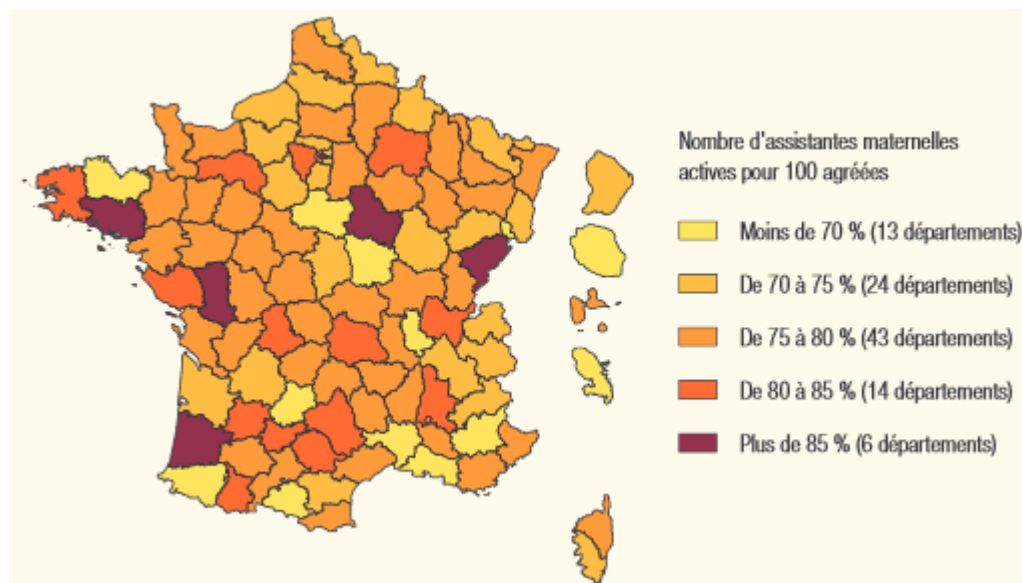 Nombre d'assistantes maternelles
actives pour 100 agréées
Moins de 70 % (13 départements)
De 70 à 75 % (24 départements)
De 75 à 80 % (43 départements)
De 80 à 85 % (14 départements)
Plus de 85 % (6 départements)